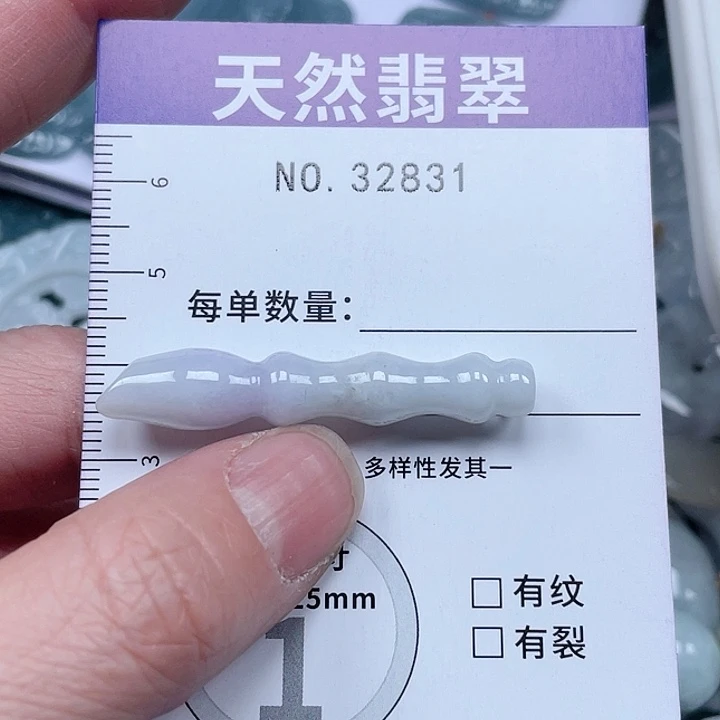 天然翡翠
NO. 32831
6
5
每单数量：
3
多样性发其一
寸
25mm
1
□ 有纹
□ 有裂